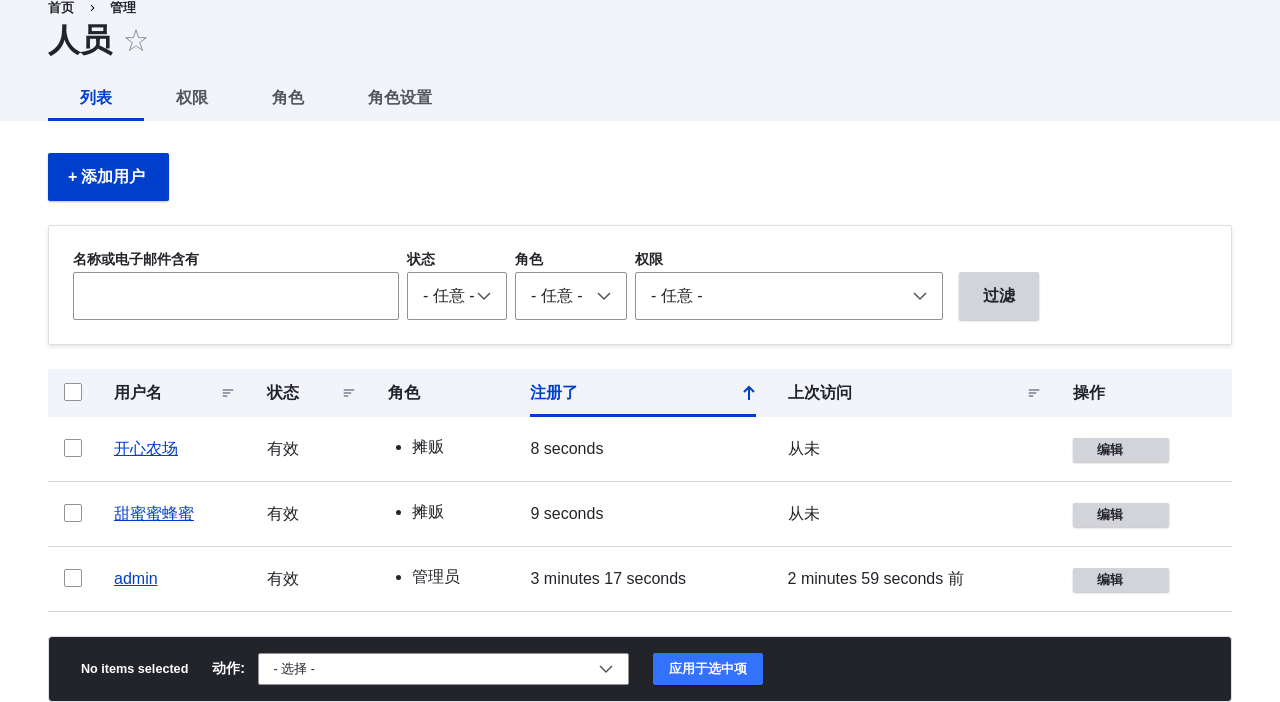 首页 › 管理
人员
列表 权限 角色 角色设置
+ 添加用户
名称或电子邮件含有 状态 角色 权限
- 任意 - - 任意 - - 任意 - 过滤
用户名 状态 角色 注册了 上次访问 操作
开心农场 有效 • 摊贩 8 seconds 从未 编辑
甜蜜蜜蜂蜜 有效 • 摊贩 9 seconds 从未 编辑
admin 有效 • 管理员 3 minutes 17 seconds 2 minutes 59 seconds 前 编辑
No items selected 动作: - 选择 - 应用于选中项